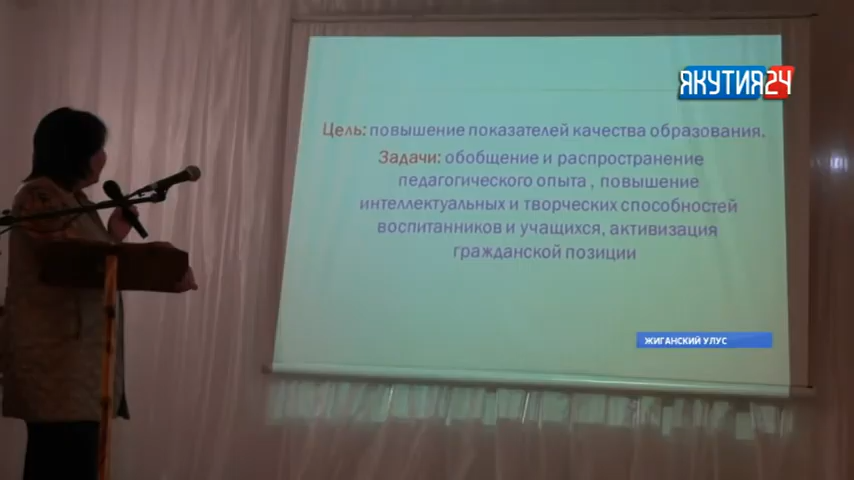 ЯКУТИЯ24
Цель: повышение показателей качества образования.
Задачи: обобщение и распространение
педагогического опыта , повышение
интеллектуальных и творческих способностей
воспитанников и учащихся, активизация
гражданской позиции
ЖИГАНСКИЙ УЛУС